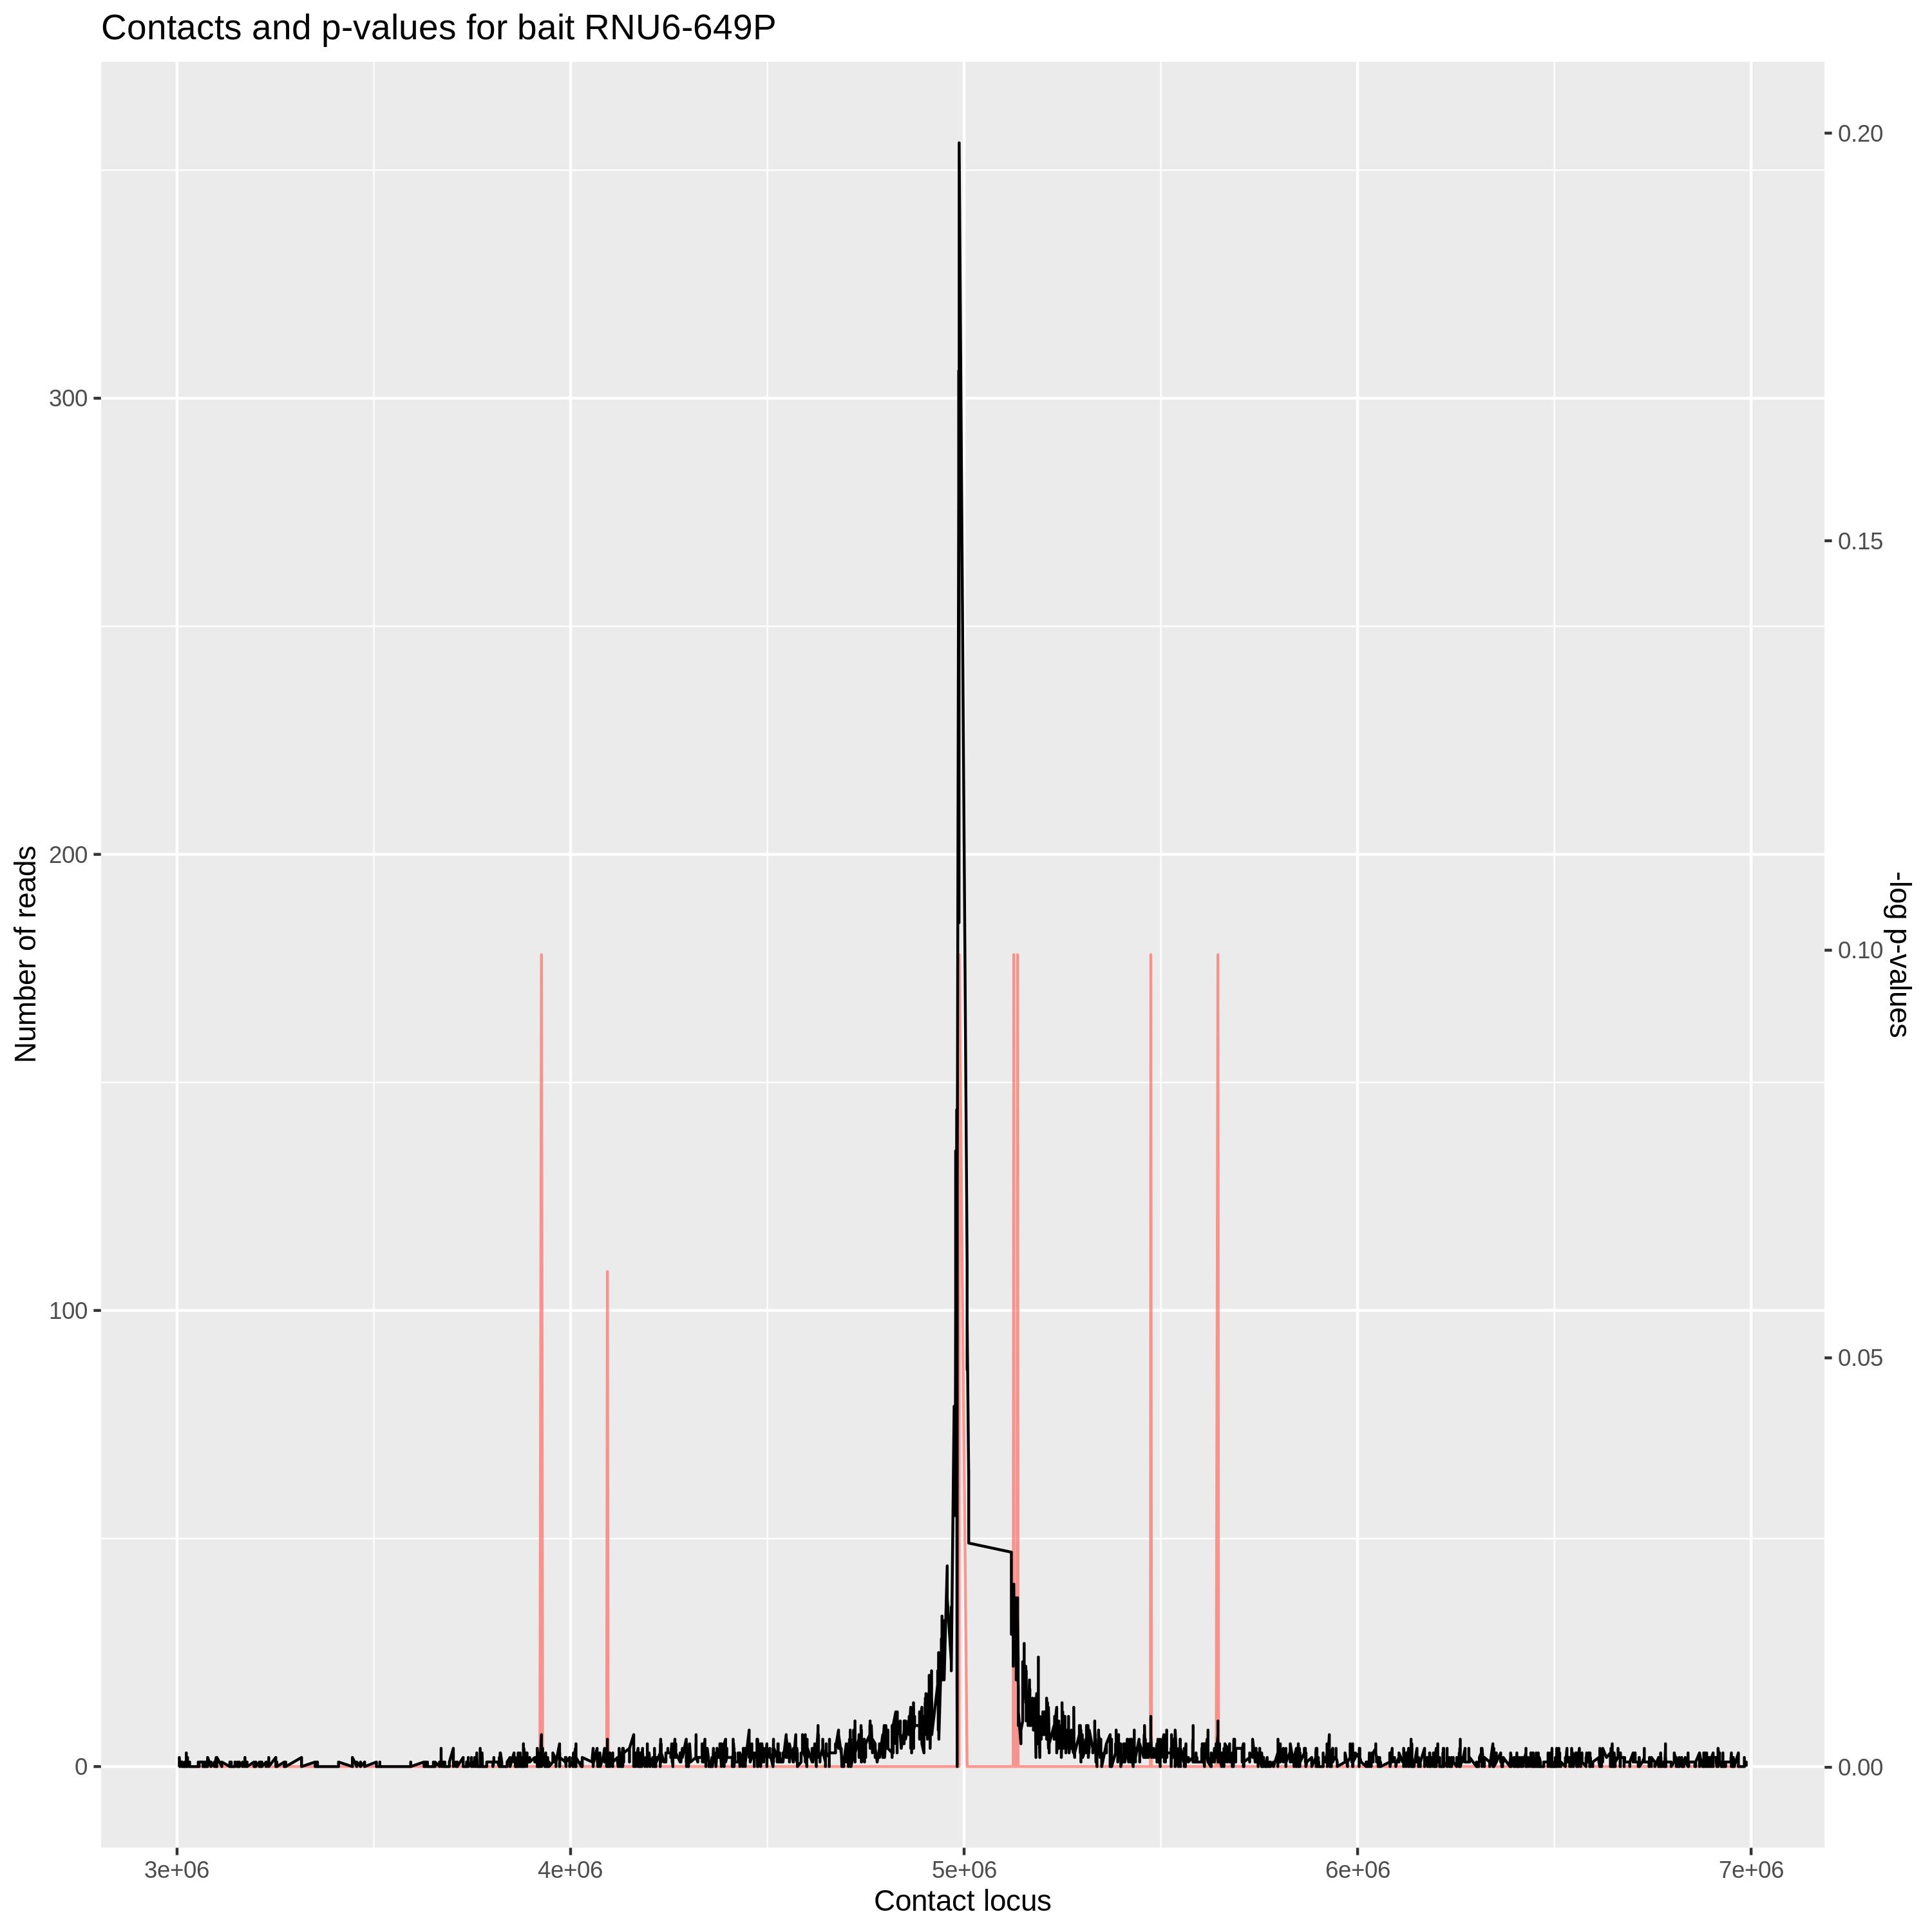 Contacts and p-values for bait RNU6-649P
Number of reads
300
200
100
0
0.20
0.15
0.10
0.05
0.00
-log p-values
3e+06 4e+06 5e+06 6e+06 7e+06
Contact locus